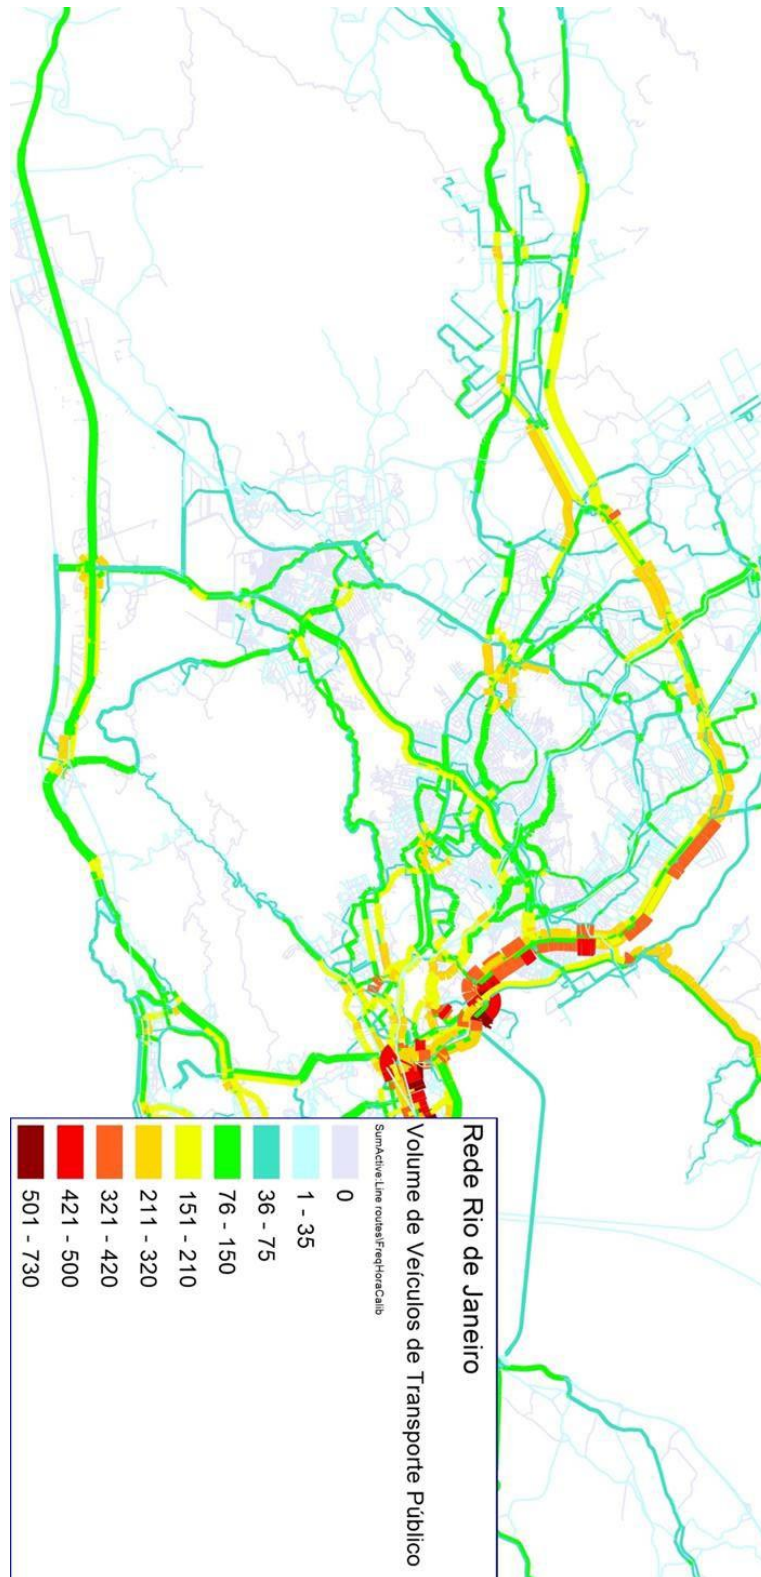 Rede Rio de Janeiro
Volume de Veículos de Transporte Público
SumActive:Line routes\FreqHoraCalib
0
1 - 35
36 - 75
76 - 150
151 - 210
211 - 320
321 - 420
421 - 500
501 - 730